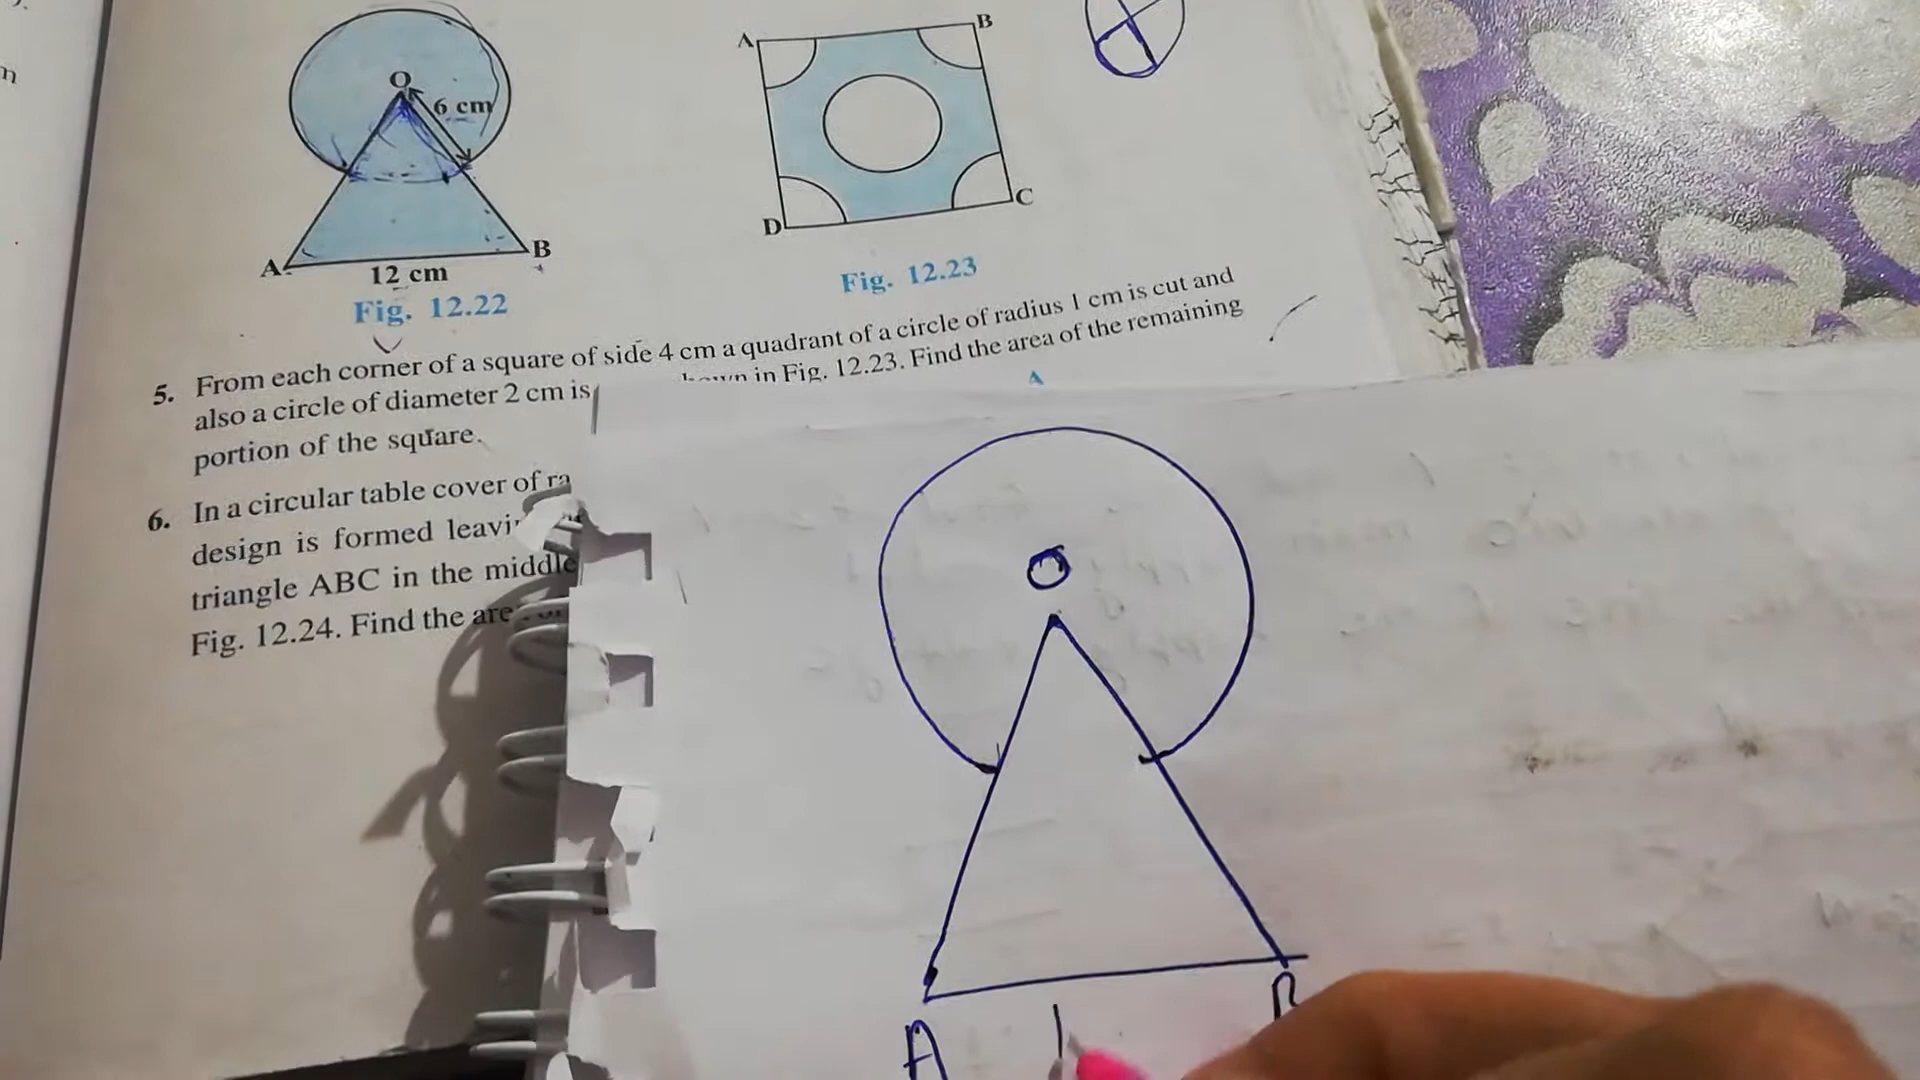 O
6 cm
A
B
12 cm
Fig. 12.22
A
B
C
D
Fig. 12.23
5. From each corner of a square of side 4 cm a quadrant of a circle of radius 1 cm is cut and
also a circle of diameter 2 cm is in Fig. 12.23. Find the area of the remaining
portion of the square.
6. In a circular table cover of
design is formed
triangle ABC in the middle
Fig. 12.24. Find the
A
O
A